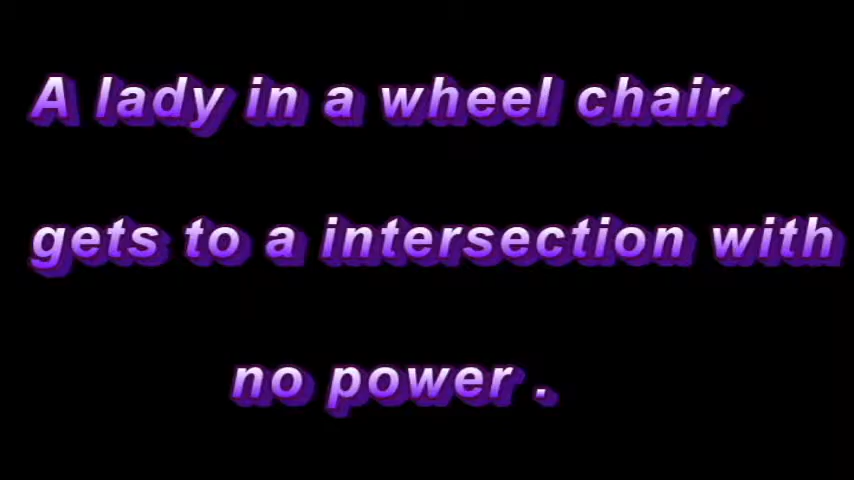 A lady in a wheel chair
gets to a intersection with
no power .